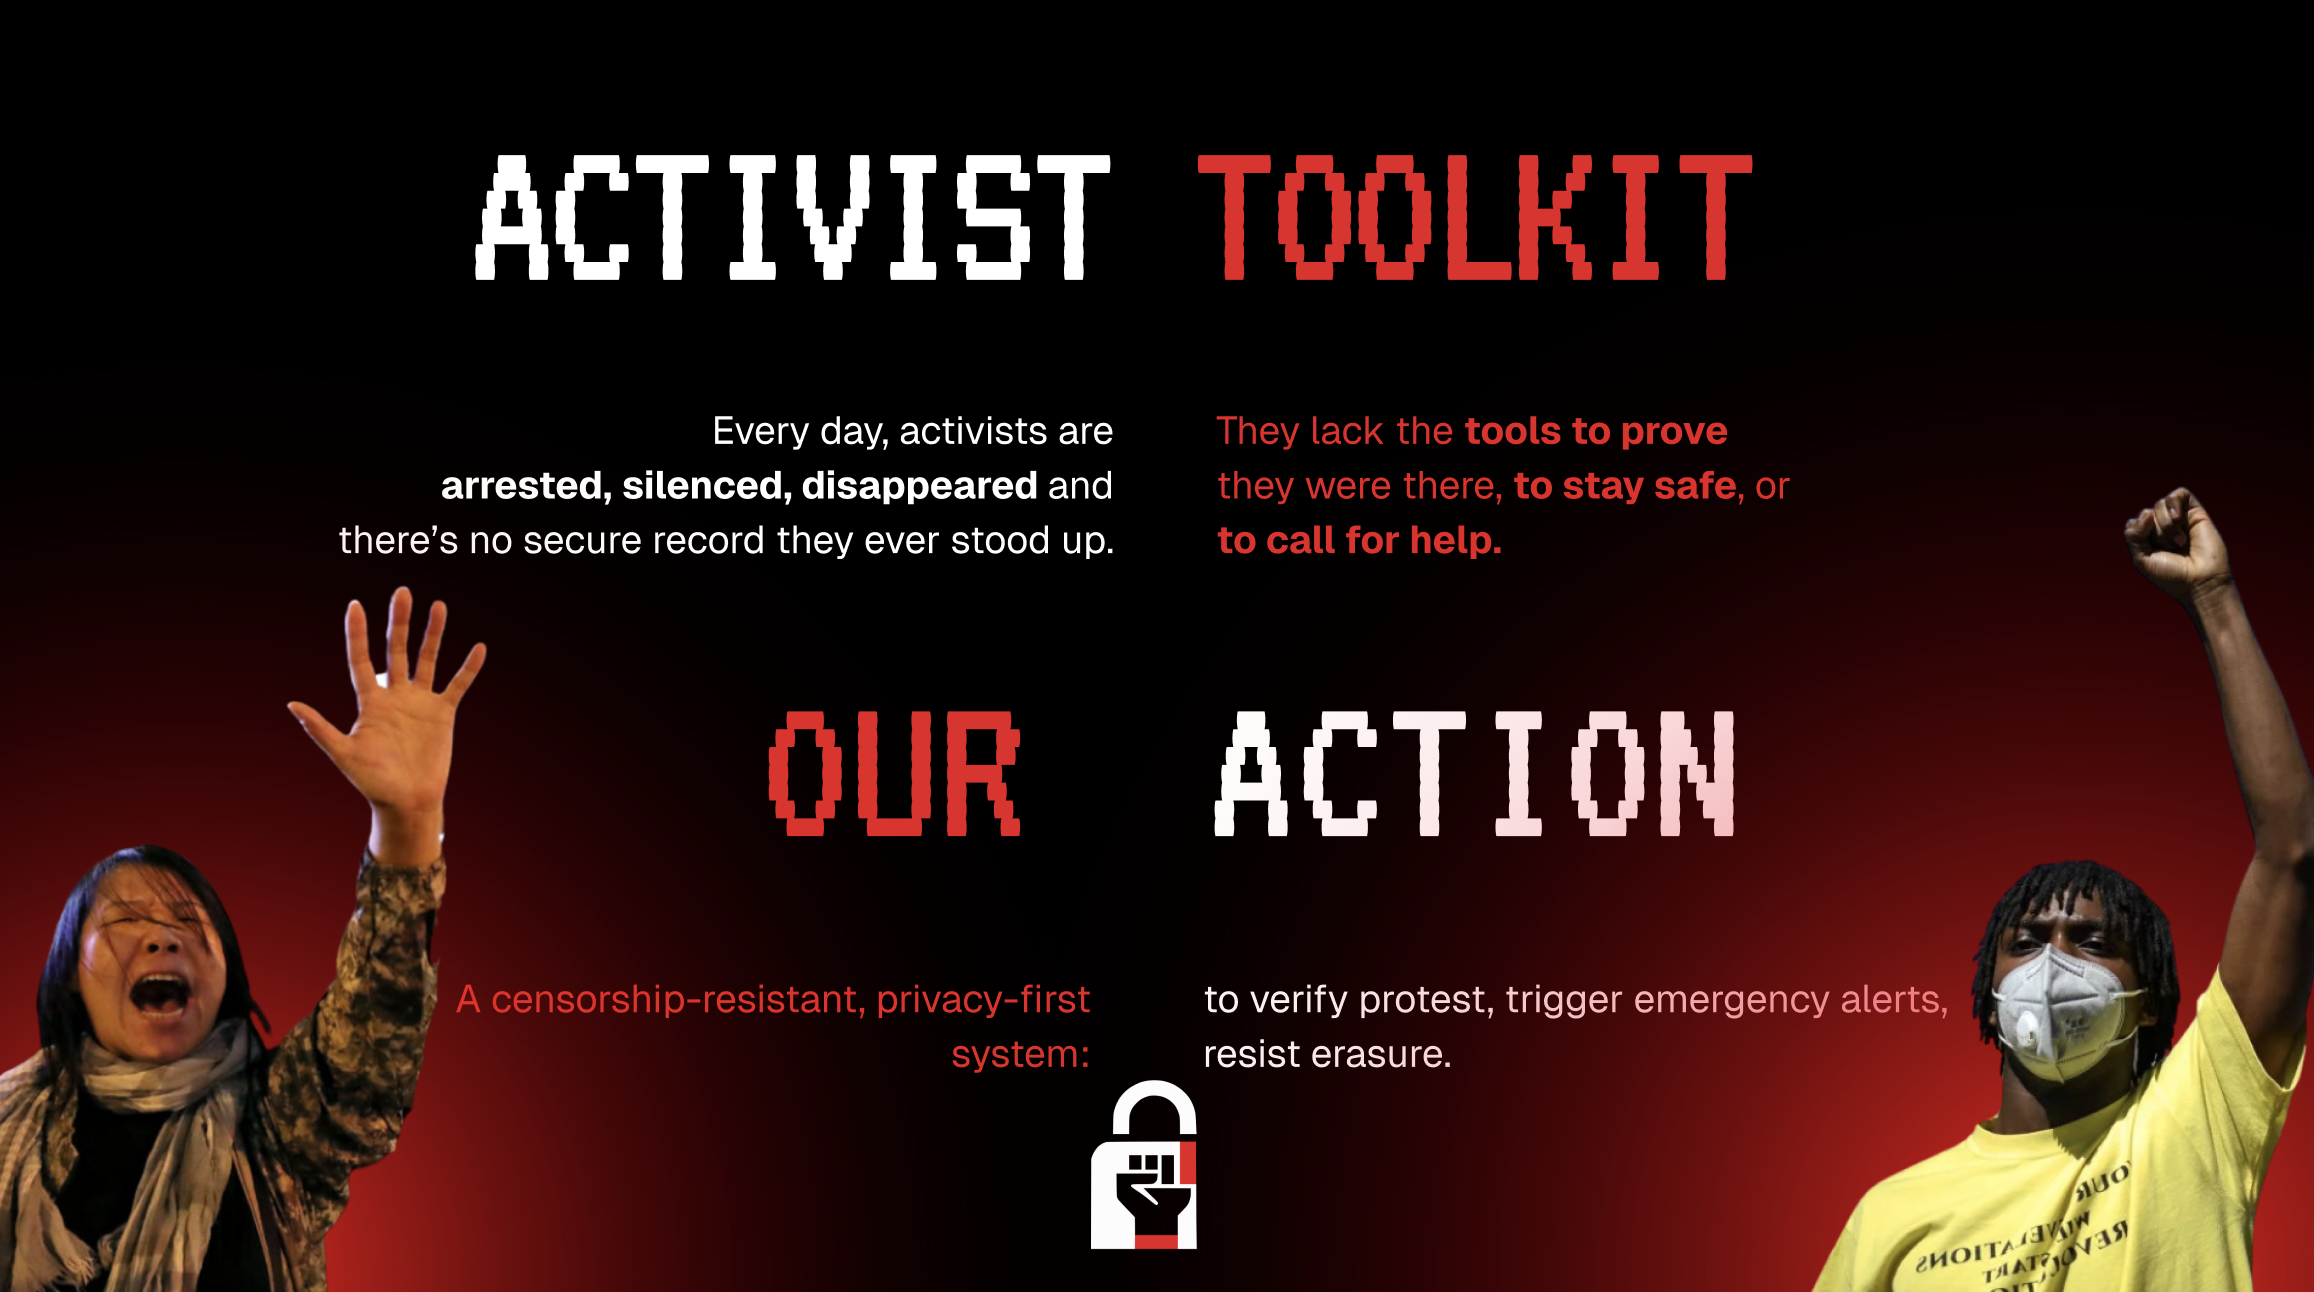 ACTIVIST TOOLKIT
Every day, activists are
arrested, silenced, disappeared and
there’s no secure record they ever stood up.
They lack the tools to prove
they were there, to stay safe, or
to call for help.
OUR ACTION
A censorship-resistant, privacy-first
system:
to verify protest, trigger emergency alerts,
resist erasure.